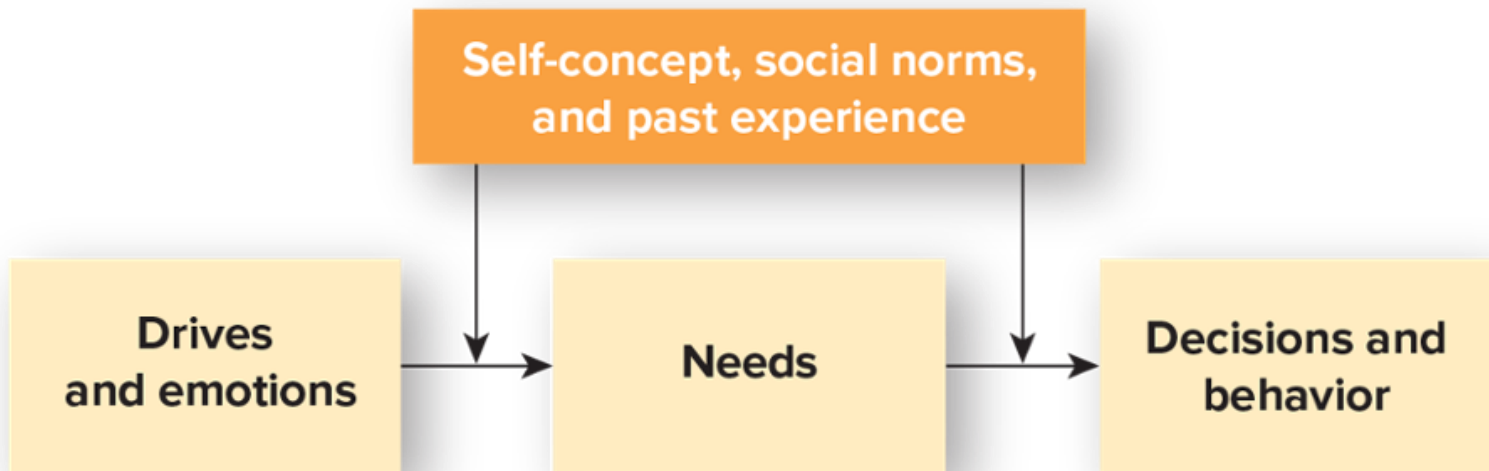 Self-concept, social norms,
and past experience
Drives
and emotions
Needs
Decisions and
behavior